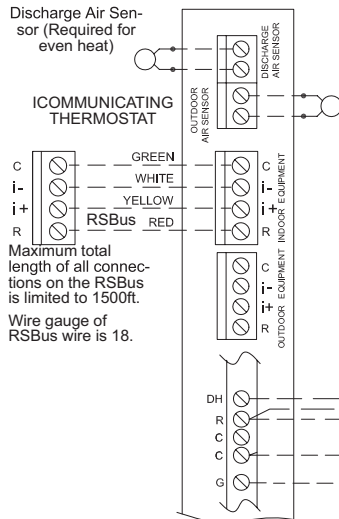 Discharge Air Sen-
sor (Required for
even heat)
DISCHARGE
AIR SENSOR
OUTDOOR
AIR SENSOR
ICOMMUNICATING
THERMOSTAT
C
i-
i+
R
GREEN
WHITE
YELLOW
RSBus
RED
C
i-
i+
R
INDOOR EQUIPMENT
Maximum total
length of all connec-
tions on the RSBus
is limited to 1500ft.
Wire gauge of
RSBus wire is 18.
C
i-
i+
R
OUTDOOR EQUIPMENT
DH
R
C
C
G